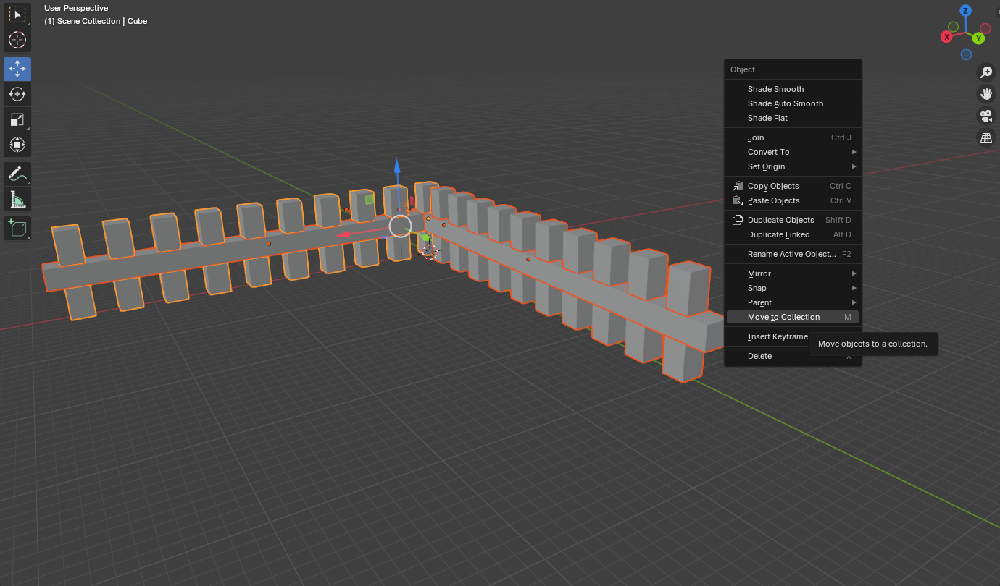 User Perspective
(1) Scene Collection | Cube
Z
X
Y
Object
Shade Smooth
Shade Auto Smooth
Shade Flat
Join Ctrl J
Convert To
Set Origin
Copy Objects Ctrl C
Paste Objects Ctrl V
Duplicate Objects Shift D
Duplicate Linked Alt D
Rename Active Object... F2
Mirror
Snap
Parent
Move to Collection M
Insert Keyframe
Move objects to a collection.
Delete X